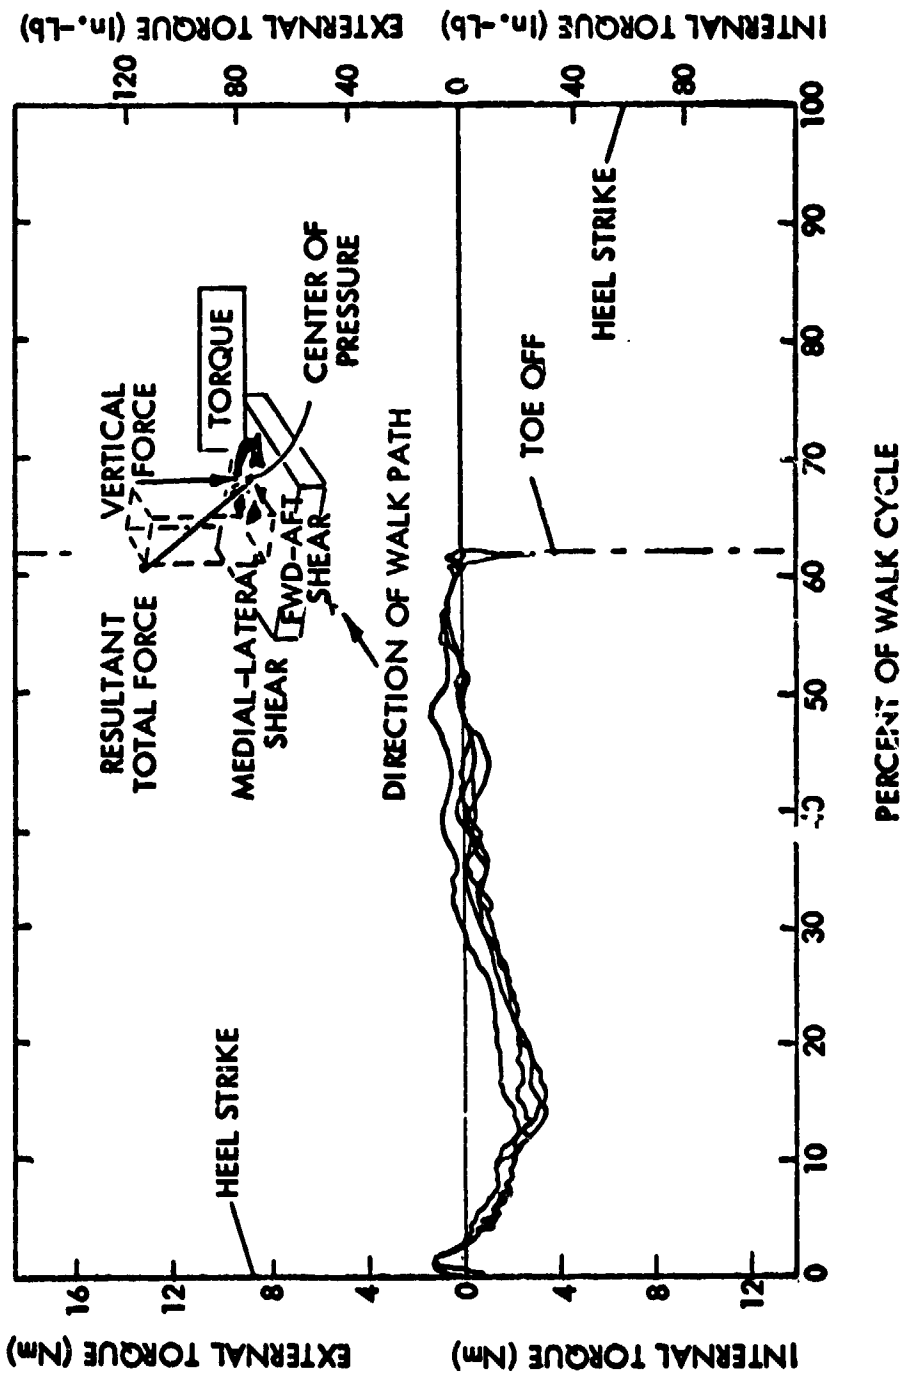 EXTERNAL TORQUE (Nm)
INTERNAL TORQUE (Nm)
16
12
8
4
0
4
8
12
HEEL STRIKE
RESULTANT
TOTAL FORCE
VERTICAL
FORCE
TORQUE
MEDIAL-LATERAL
SHEAR
FWD-AFT
SHEAR
CENTER OF
PRESSURE
DIRECTION OF WALK PATH
TOE OFF
HEEL STRIKE
EXTERNAL TORQUE (In.-Lb)
INTERNAL TORQUE (In.-Lb)
120
80
40
0
40
80
0 10 20 30 40 50 60 70 80 90 100
PERCENT OF WALK CYCLE